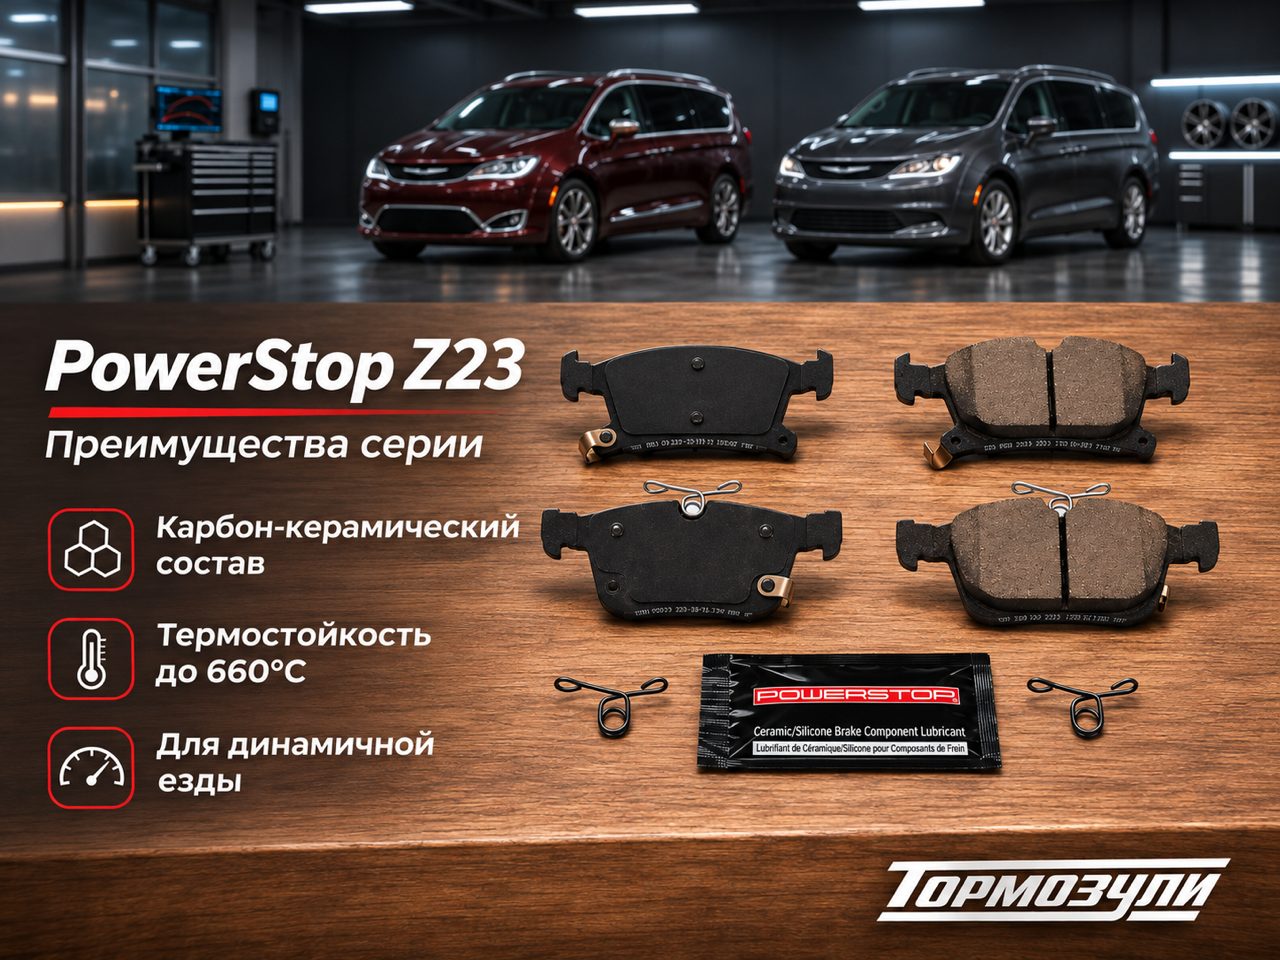 PowerStop Z23
Преимущества серии
Карбон-керамический
состав
Термостойкость
до 660°C
Для динамичной
езды
POWERSTOP
Ceramic/Silicone Brake Component Lubricant
Lubrifiant de Céramique/Silicone pour Composants de Frein
ТОРМОЗУЛИ